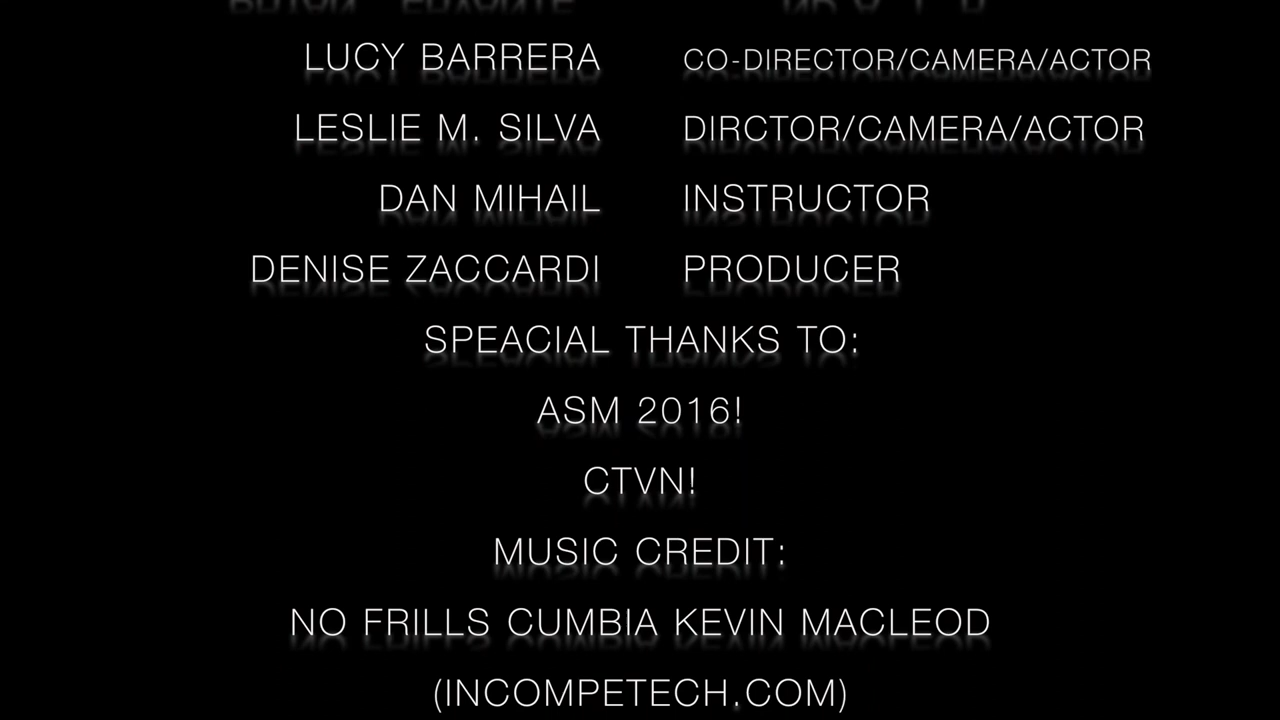 LUCY BARRERA CO-DIRECTOR/CAMERA/ACTOR
LESLIE M. SILVA DIRCTOR/CAMERA/ACTOR
DAN MIHAIL INSTRUCTOR
DENISE ZACCARDI PRODUCER
SPEACIAL THANKS TO:
ASM 2016!
CTVN!
MUSIC CREDIT:
NO FRILLS CUMBIA KEVIN MACLEOD
(INCOMPETECH.COM)